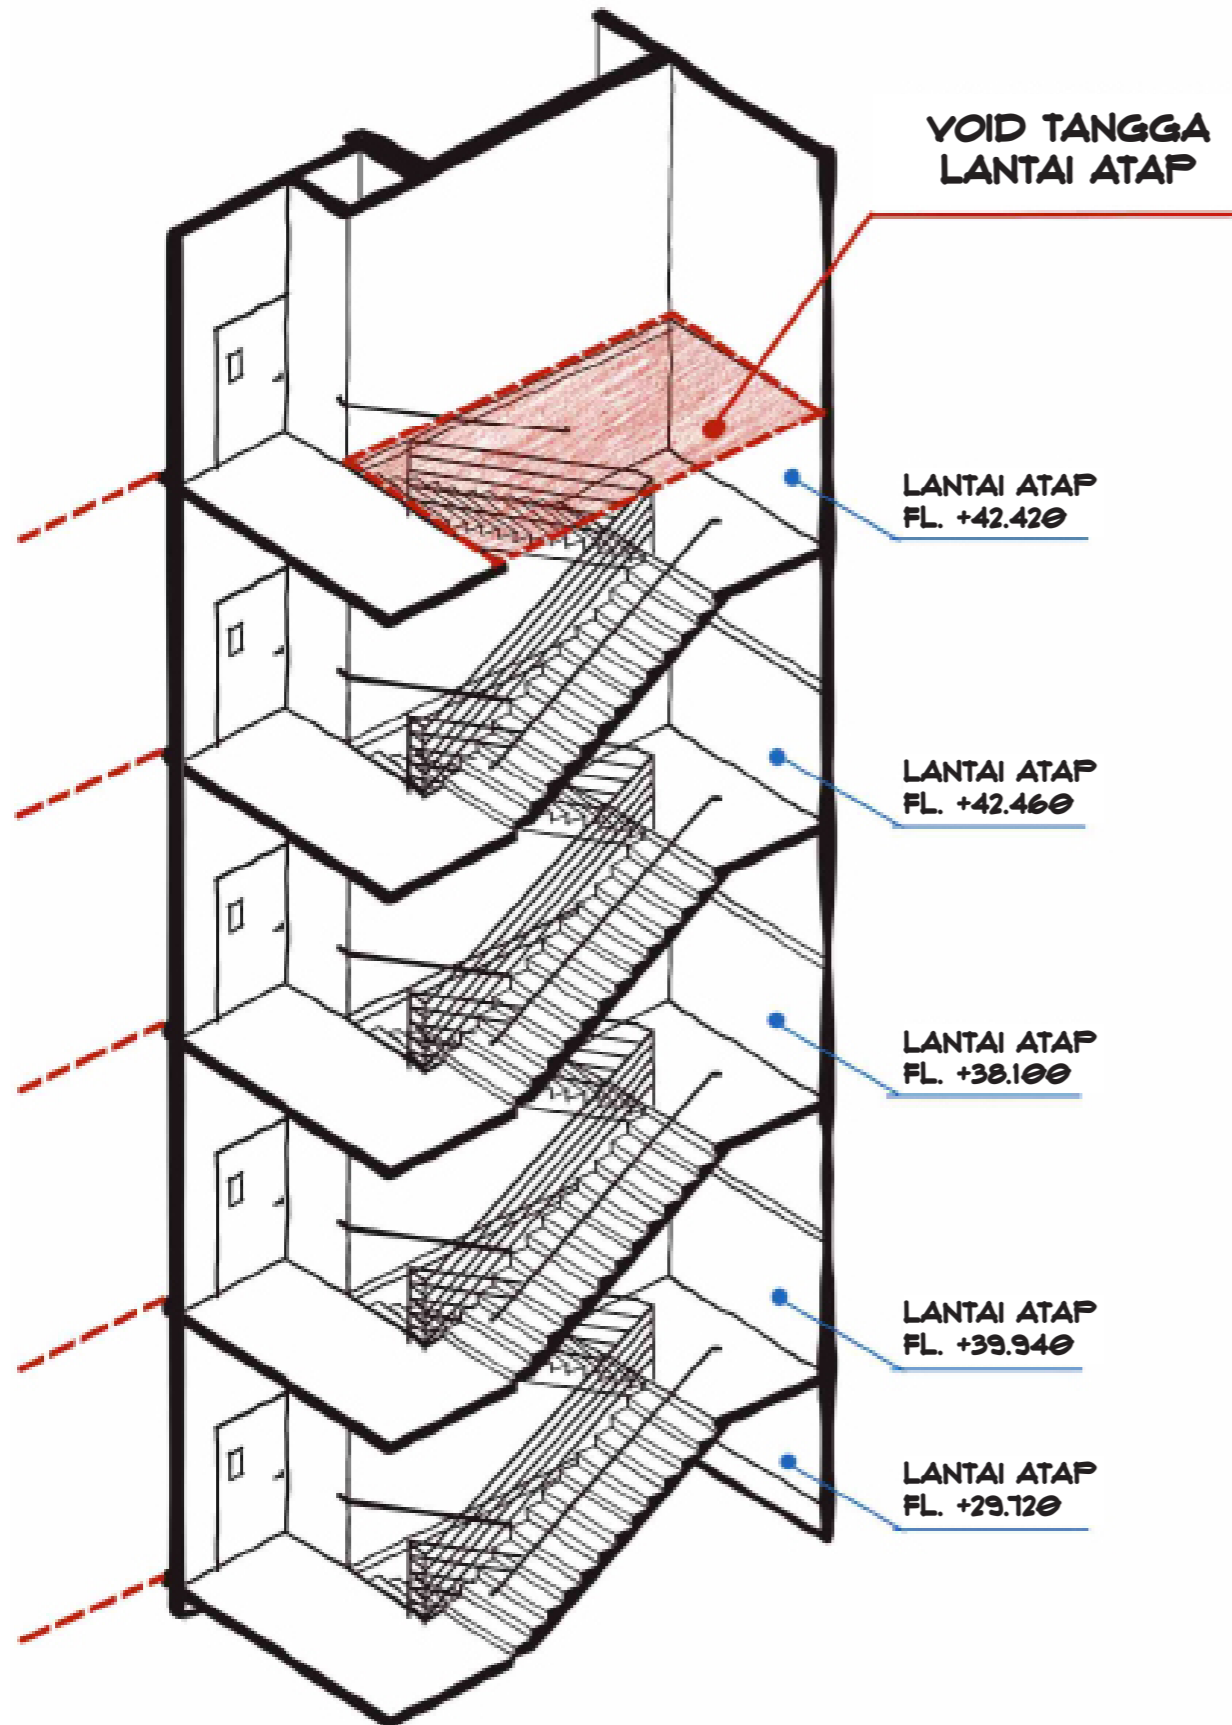 VOID TANGGA
LANTAI ATAP
LANTAI ATAP
FL. +42.420
LANTAI ATAP
FL. +42.460
LANTAI ATAP
FL. +38.100
LANTAI ATAP
FL. +39.940
LANTAI ATAP
FL. +29.720